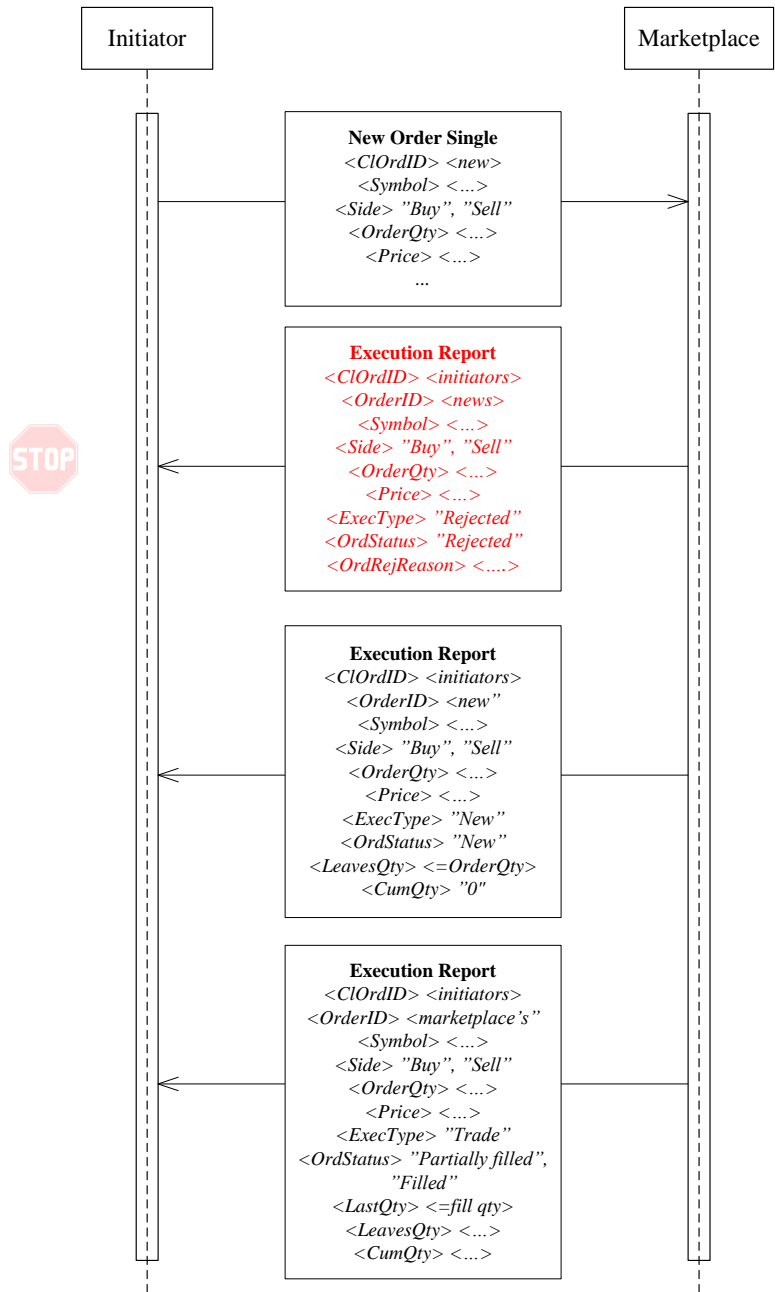 Initiator
Marketplace
New Order Single
<ClOrdID> <new>
<Symbol> <...>
<Side> ”Buy”, ”Sell”
<OrderQty> <...>
<Price> <...>
...
Execution Report
<ClOrdID> <initiators>
<OrderID> <news>
<Symbol> <...>
<Side> ”Buy”, ”Sell”
<OrderQty> <...>
<Price> <...>
<ExecType> ”Rejected”
<OrdStatus> ”Rejected”
<OrdRejReason> <....>
STOP
Execution Report
<ClOrdID> <initiators>
<OrderID> <new”
<Symbol> <...>
<Side> ”Buy”, ”Sell”
<OrderQty> <...>
<Price> <...>
<ExecType> ”New”
<OrdStatus> ”New”
<LeavesQty> <=OrderQty>
<CumQty> ”0"
Execution Report
<ClOrdID> <initiators>
<OrderID> <marketplace’s”
<Symbol> <...>
<Side> ”Buy”, ”Sell”
<OrderQty> <...>
<Price> <...>
<ExecType> ”Trade”
<OrdStatus> ”Partially filled”,
”Filled”
<LastQty> <=fill qty>
<LeavesQty> <...>
<CumQty> <...>